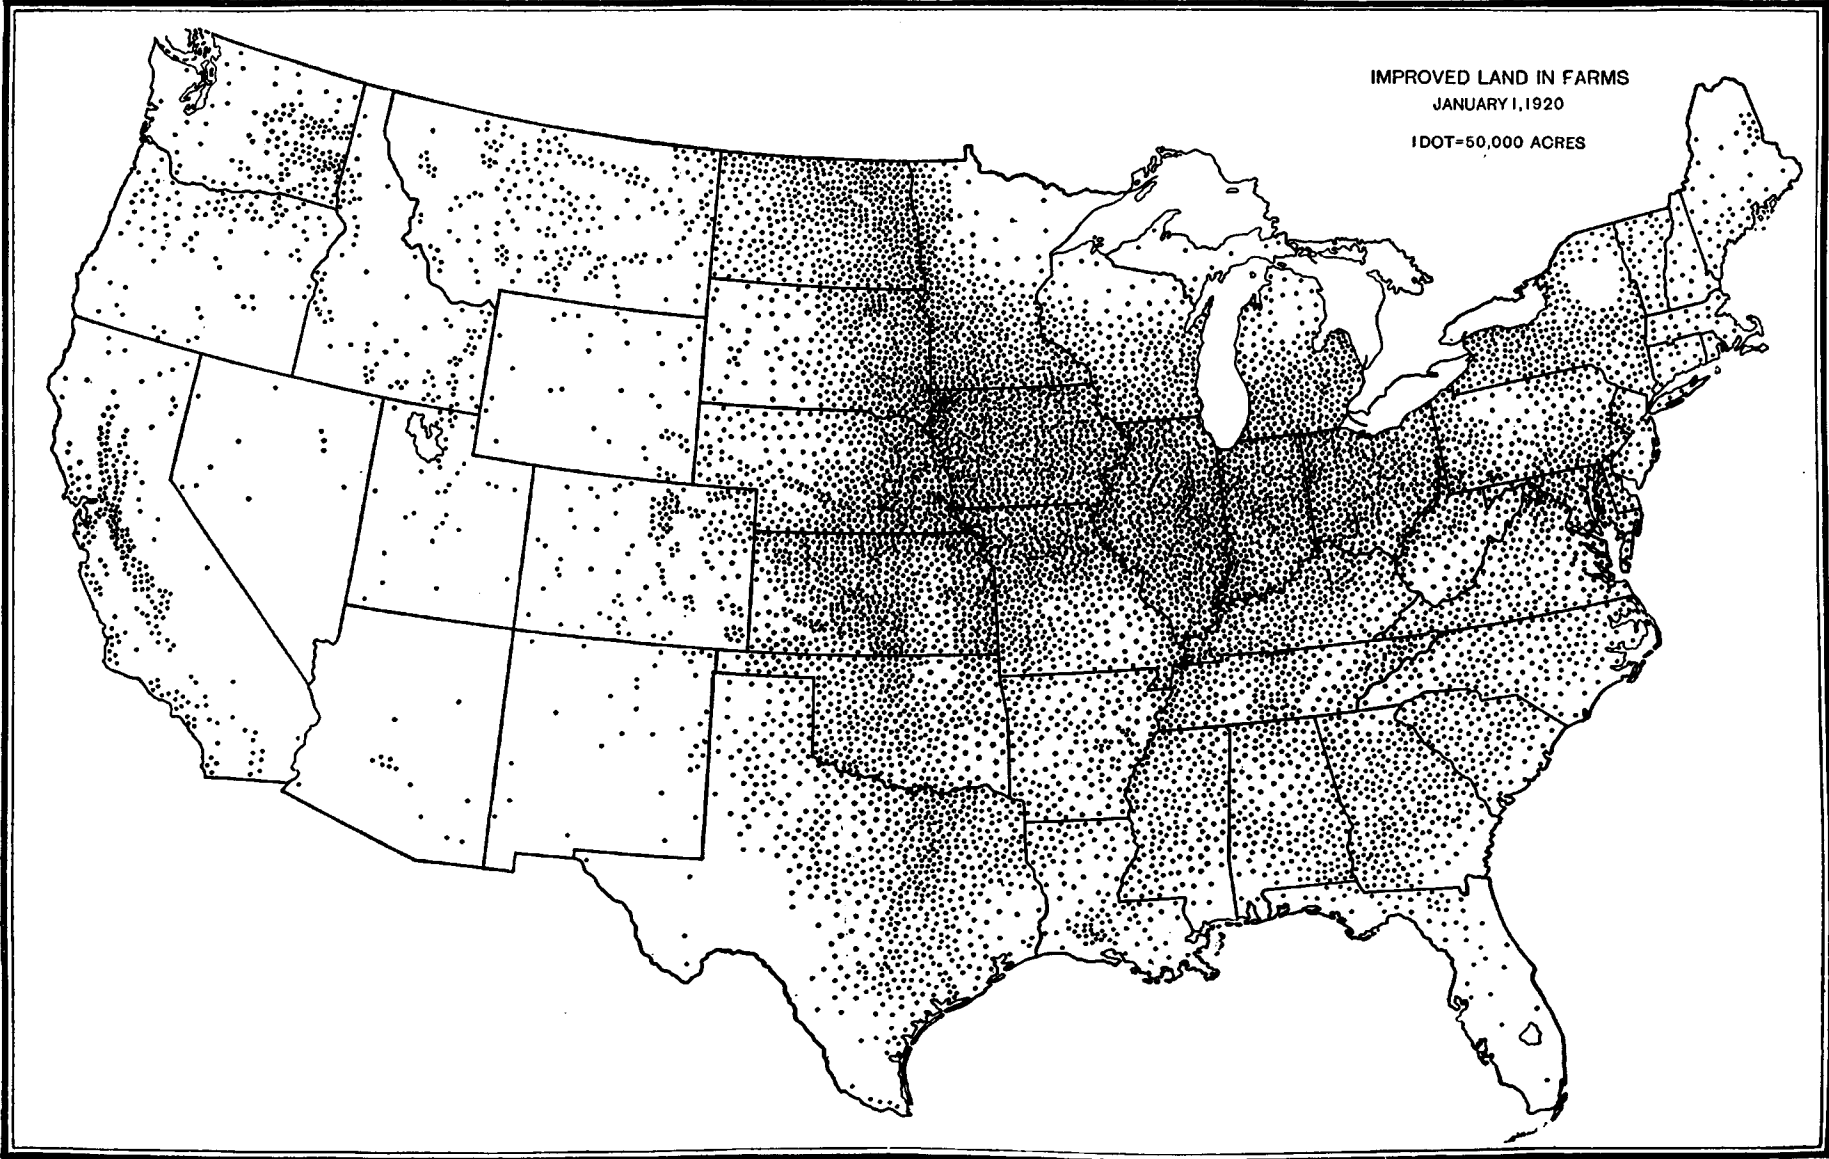 IMPROVED LAND IN FARMS
JANUARY 1, 1920
1 DOT=50,000 ACRES